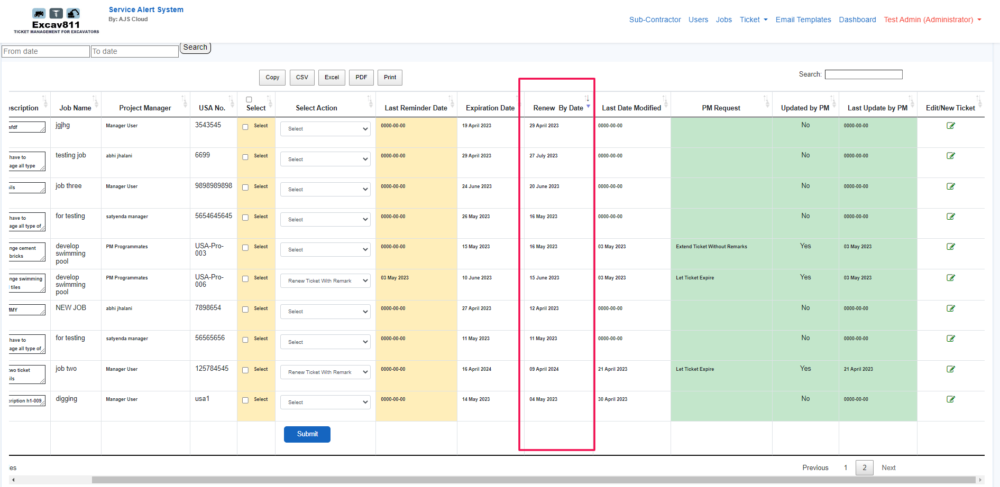 Excav811
TICKET MANAGEMENT FOR EXCAVATORS
Service Alert System
By: AJS Cloud
Sub-Contractor Users Jobs Ticket Email Templates Dashboard Test Admin (Administrator)
From date To date Search
Copy CSV Excel PDF Print Search:
escription Job Name Project Manager USA No. Select Select Action Last Reminder Date Expiration Date Renew By Date Last Date Modified PM Request Updated by PM Last Update by PM Edit/New Ticket
sfdf jgjhg Manager User 3543545 Select Select 0000-00-00 19 April 2023 29 April 2023 0000-00-00 No 0000-00-00
have to
age all type testing job abhi jhalani 6699 Select Select 0000-00-00 29 April 2023 27 July 2023 0000-00-00 No 0000-00-00
ils job three Manager User 9898989898 Select Select 0000-00-00 24 June 2023 20 June 2023 0000-00-00 No 0000-00-00
have to
age all type of for testing satyenda manager 5654645645 Select Select 0000-00-00 26 May 2023 16 May 2023 0000-00-00 No 0000-00-00
nge cement
bricks develop swimming pool PM Programmates USA-Pro-003 Select Select 0000-00-00 15 May 2023 16 May 2023 03 May 2023 Extend Ticket Without Remarks Yes 03 May 2023
nge swimming
tiles develop swimming pool PM Programmates USA-Pro-006 Select Renew Ticket With Remark 03 May 2023 10 June 2023 15 June 2023 03 May 2023 Let Ticket Expire Yes 03 May 2023
MMY NEW JOB abhi jhalani 7898654 Select Select 0000-00-00 27 April 2023 12 April 2023 0000-00-00 No 0000-00-00
have to
age all type of for testing satyenda manager 56565656 Select Select 0000-00-00 11 May 2023 11 May 2023 0000-00-00 No 0000-00-00
two ticket
ils job two Manager User 125784545 Select Renew Ticket With Remark 0000-00-00 16 April 2024 09 April 2024 21 April 2023 Let Ticket Expire Yes 21 April 2023
cription h1-009 digging Manager User usa1 Select Select 0000-00-00 14 May 2023 04 May 2023 30 April 2023 No 0000-00-00
Submit
ies Previous 1 2 Next